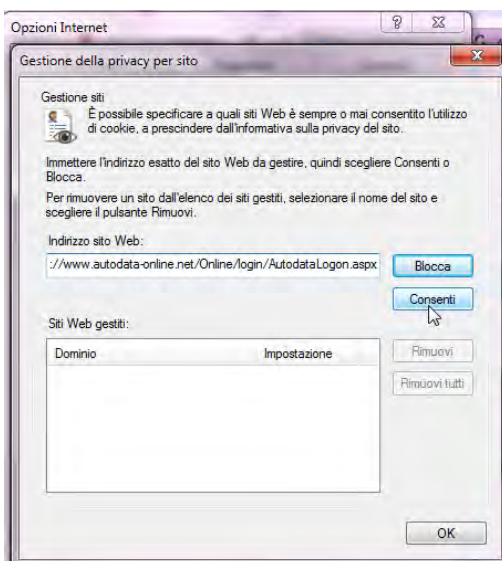 Opzioni Internet
Gestione della privacy per sito
Gestione siti
È possibile specificare a quali siti Web è sempre o mai consentito l'utilizzo
di cookie, a prescindere dall'informativa sulla privacy del sito.
Immettere l'indirizzo esatto del sito Web da gestire, quindi scegliere Consenti o
Blocca.
Per rimuovere un sito dall'elenco dei siti gestiti, selezionare il nome del sito e
scegliere il pulsante Rimuovi.
Indirizzo sito Web:
://www.autodata-online.net/Online/login/AutodataLogon.aspx
Blocca
Consenti
Siti Web gestiti:
Dominio Impostazione
Rimuovi
Rimuovi tutti
OK